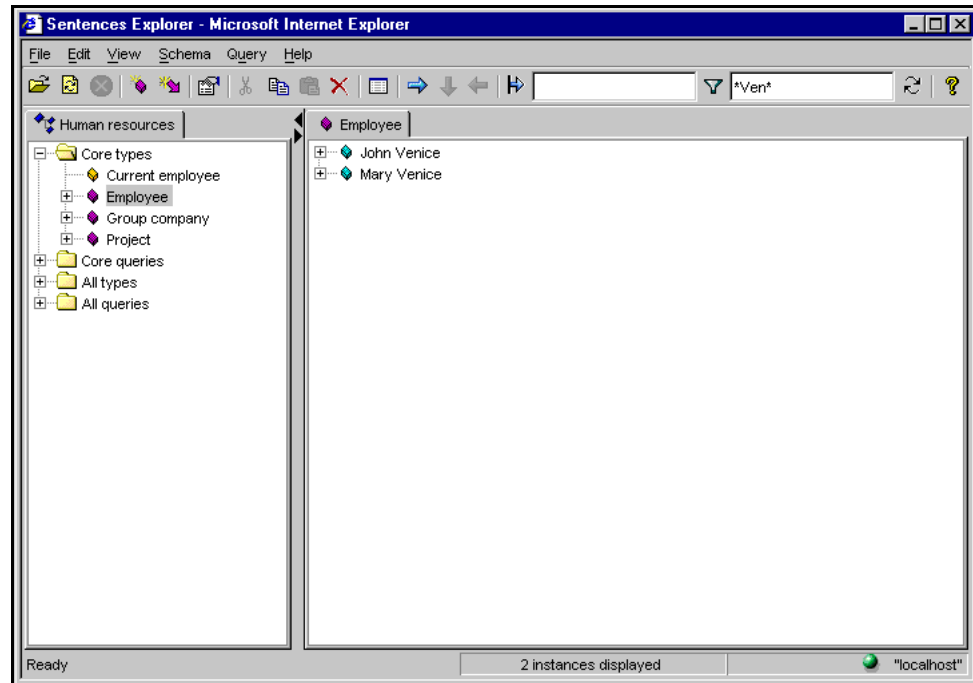 Sentences Explorer - Microsoft Internet Explorer
File Edit View Schema Query Help
*Ven*
Human resources
Employee
Core types
Current employee
Employee
Group company
Project
Core queries
All types
All queries
John Venice
Mary Venice
Ready
2 instances displayed
"localhost"